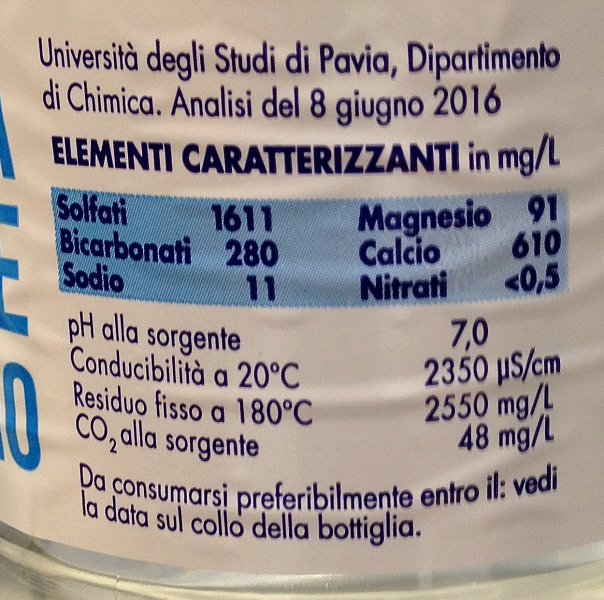 Università degli Studi di Pavia, Dipartimento
di Chimica. Analisi del 8 giugno 2016
ELEMENTI CARATTERIZZANTI in mg/L
Solfati 1611 Magnesio 91
Bicarbonati 280 Calcio 610
Sodio 11 Nitrati <0,5
pH alla sorgente 7,0
Conducibilità a 20°C 2350 µS/cm
Residuo fisso a 180°C 2550 mg/L
CO₂ alla sorgente 48 mg/L
Da consumarsi preferibilmente entro il: vedi
la data sul collo della bottiglia.